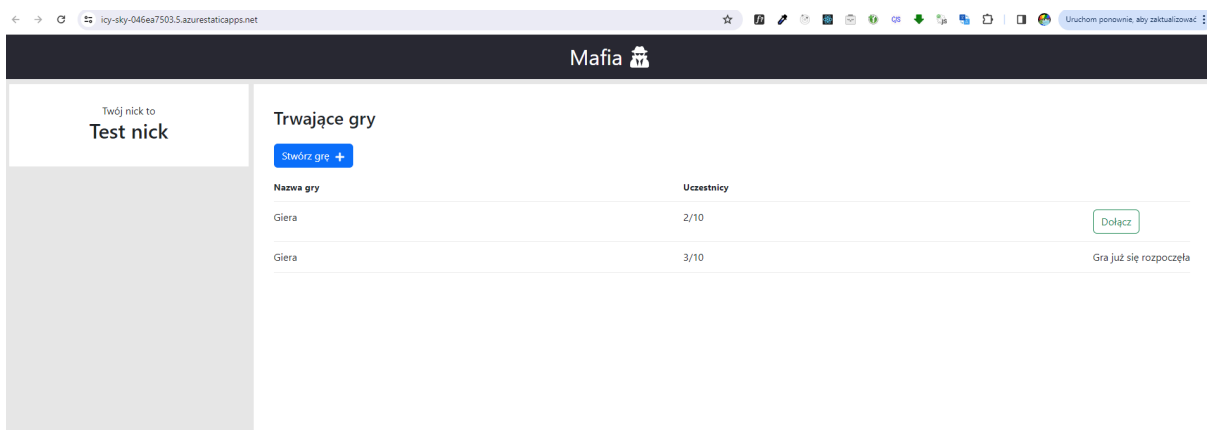 icy-sky-046ea7503.5.azurestaticapps.net
Uruchom ponownie, aby zaktualizować
Mafia
Twój nick to
Test nick
Trwające gry
Stwórz grę +
Nazwa gry Uczestnicy
Giera 2/10 Dołącz
Giera 3/10 Gra już się rozpoczęła